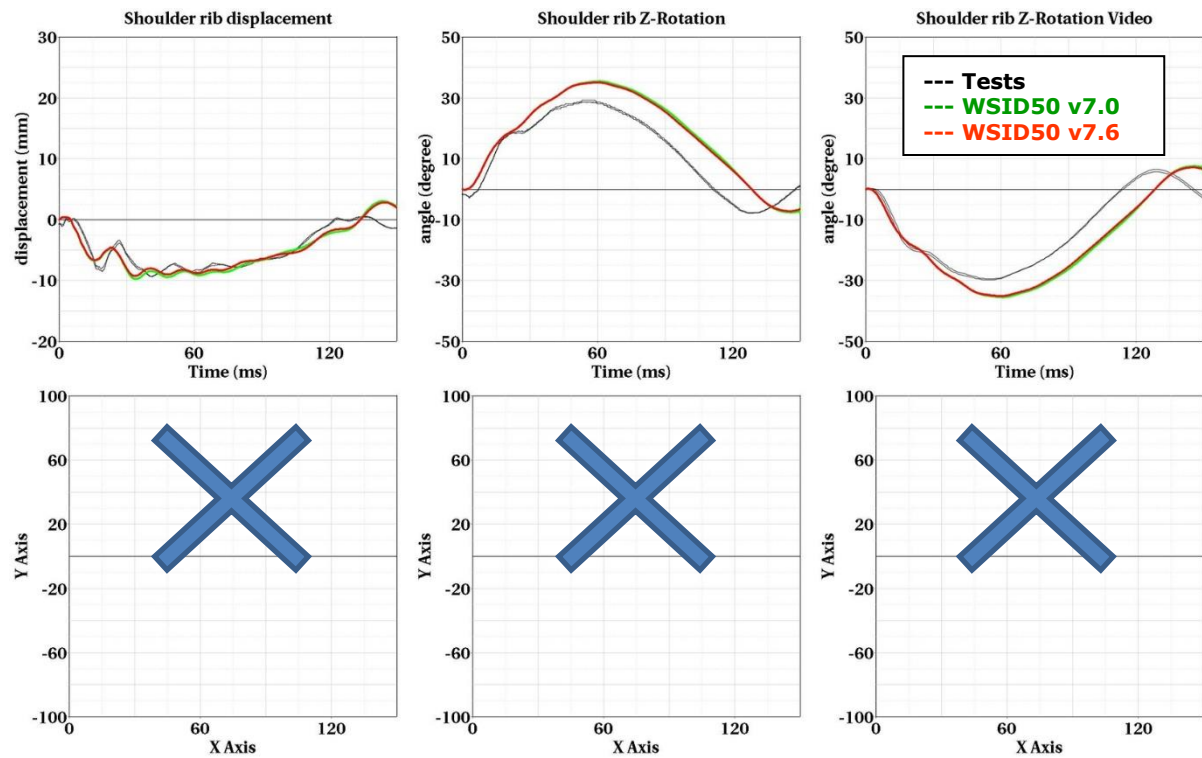 Shoulder rib displacement
30
20
10
0
-10
-20
displacement (mm)
0 60 120
Time (ms)
Shoulder rib Z-Rotation
50
30
10
-10
-30
-50
angle (degree)
0 60 120
Time (ms)
Shoulder rib Z-Rotation Video
50
30
10
-10
-30
-50
angle (degree)
0 60 120
Time (ms)
--- Tests
--- WSID50 v7.0
--- WSID50 v7.6
100
60
20
-20
-60
-100
Y Axis
0 60 120
X Axis
100
60
20
-20
-60
-100
Y Axis
0 60 120
X Axis
100
60
20
-20
-60
-100
Y Axis
0 60 120
X Axis